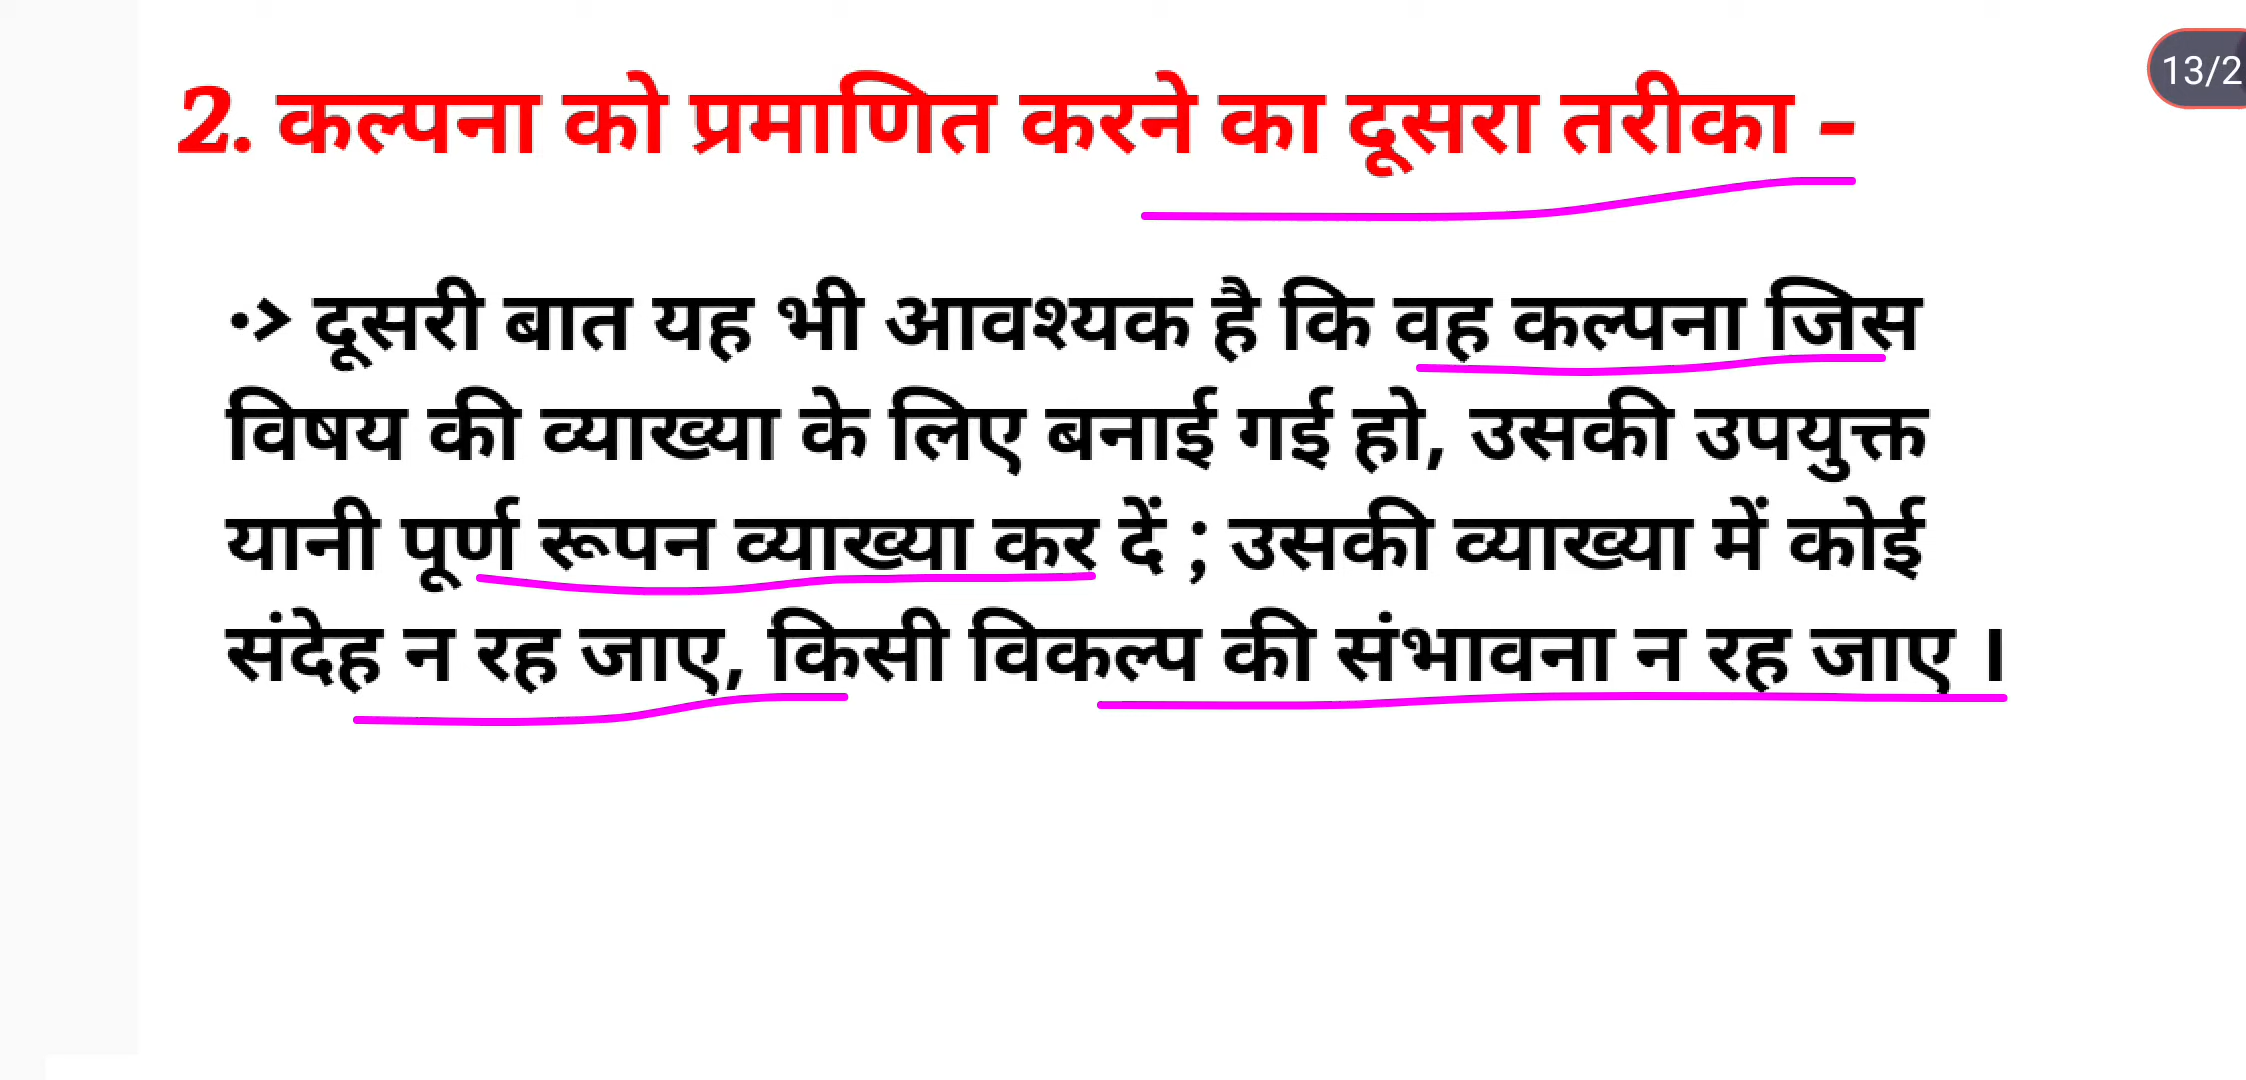 13/2
2. कल्पना को प्रमाणित करने का दूसरा तरीका -
•> दूसरी बात यह भी आवश्यक है कि वह कल्पना जिस
विषय की व्याख्या के लिए बनाई गई हो, उसकी उपयुक्त
यानी पूर्ण रूपन व्याख्या कर दें ; उसकी व्याख्या में कोई
संदेह न रह जाए, किसी विकल्प की संभावना न रह जाए ।